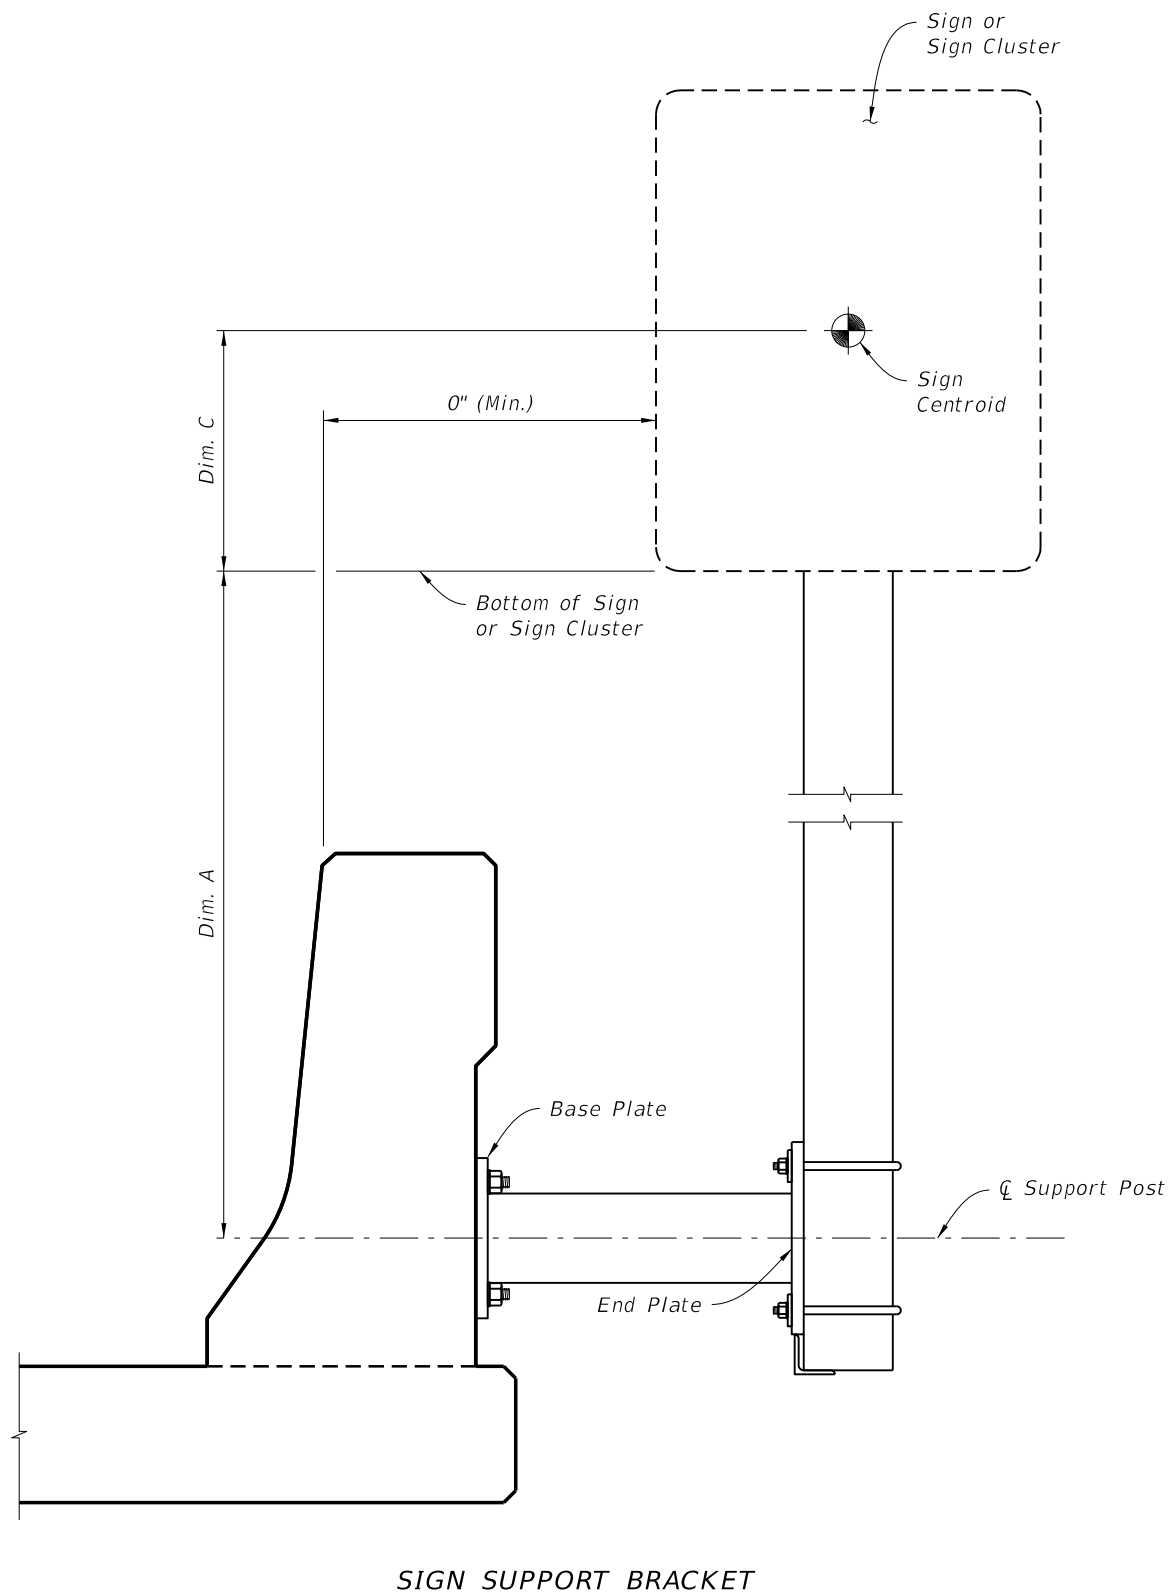 Sign or
Sign Cluster
Sign
Centroid
0" (Min.)
Dim. C
Bottom of Sign
or Sign Cluster
Dim. A
Base Plate
℄ Support Post
End Plate
SIGN SUPPORT BRACKET